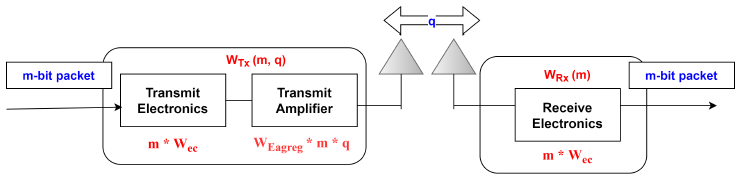 q
m-bit packet
W_Tx (m, q)
Transmit
Electronics
Transmit
Amplifier
m * W_ec
W_Eagreg * m * q
W_Rx (m)
m-bit packet
Receive
Electronics
m * W_ec